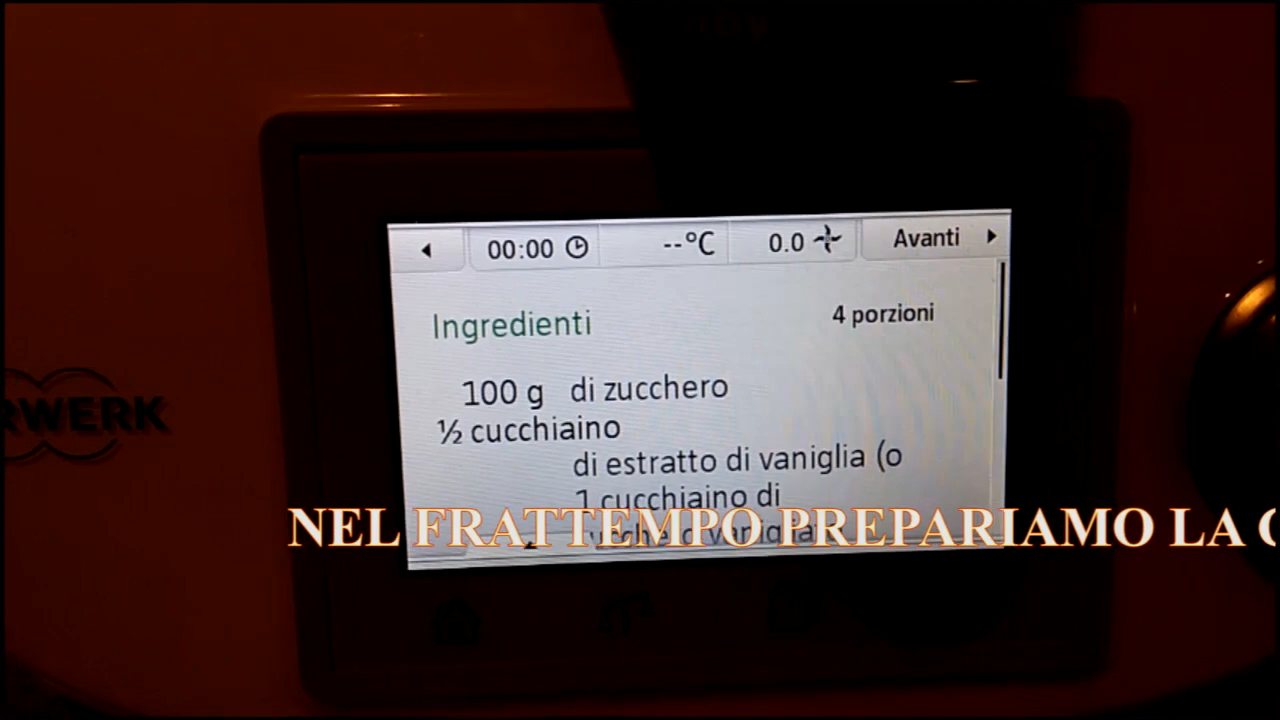 00:00 --°C 0.0 Avanti
Ingredienti 4 porzioni
100 g di zucchero
½ cucchiaino
di estratto di vaniglia (o
1 cucchiaino di
NEL FRATTEMPO PREPARIAMO LA
RWERK